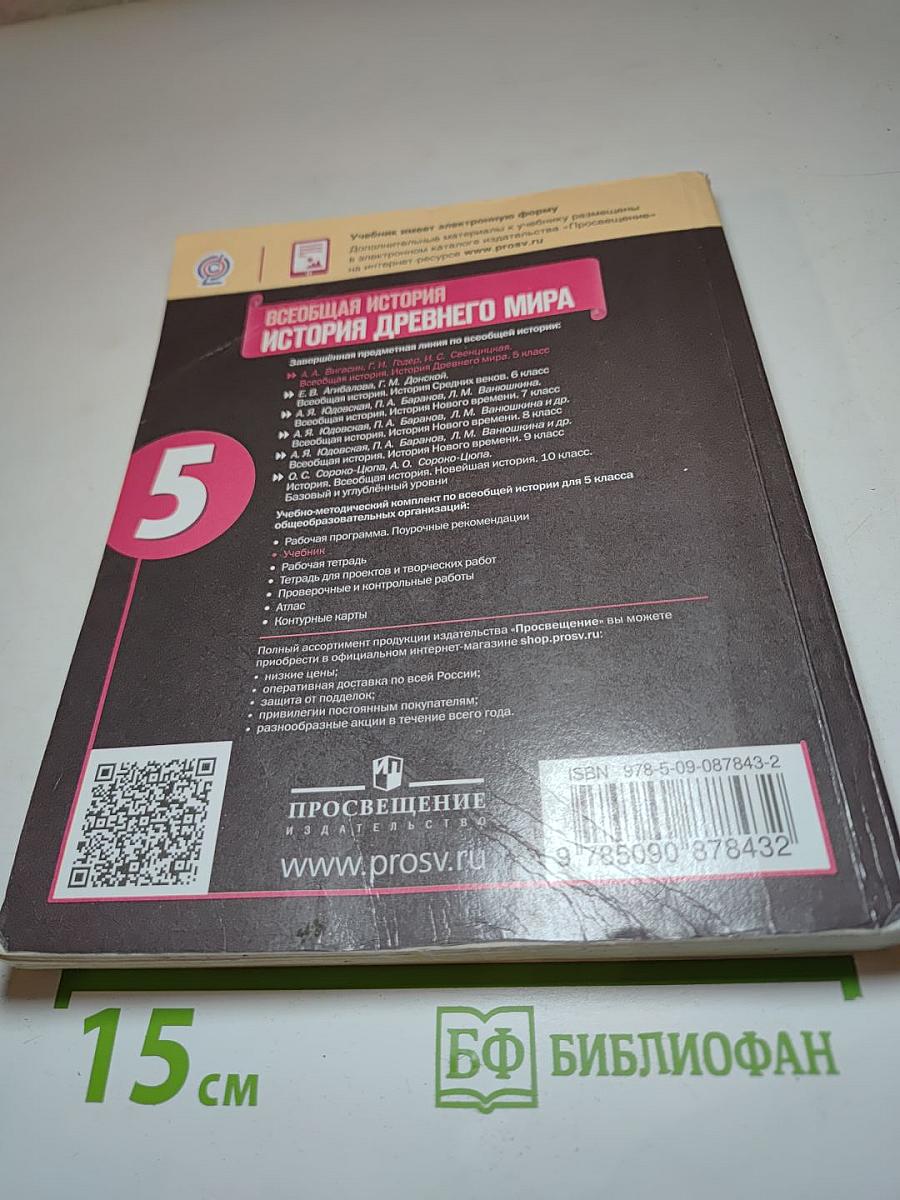 Учебник имеет электронную форму
Дополнительные материалы к учебнику размещены
в электронном каталоге издательства «Просвещение»
на интернет-ресурсе www.prosv.ru
ВСЕОБЩАЯ ИСТОРИЯ
ИСТОРИЯ ДРЕВНЕГО МИРА
Завершённая предметная линия по всеобщей истории:
А. А. Вигасин, Г. И. Годер, И. С. Свенцицкая.
Всеобщая история. История Древнего мира. 5 класс
Е. В. Агибалова, Г. М. Донской.
Всеобщая история. История Средних веков. 6 класс
А. Я. Юдовская, П. А. Баранов, Л. М. Ванюшкина.
Всеобщая история. История Нового времени. 7 класс
А. Я. Юдовская, П. А. Баранов, Л. М. Ванюшкина и др.
Всеобщая история. История Нового времени. 8 класс
А. Я. Юдовская, П. А. Баранов, Л. М. Ванюшкина и др.
Всеобщая история. История Нового времени. 9 класс
О. С. Сороко-Цюпа, А. О. Сороко-Цюпа.
История. Всеобщая история. Новейшая история. 10 класс.
Базовый и углублённый уровни
5
Учебно-методический комплект по всеобщей истории для 5 класса
общеобразовательных организаций:
• Рабочая программа. Поурочные рекомендации
• Учебник
• Рабочая тетрадь
• Тетрадь для проектов и творческих работ
• Проверочные и контрольные работы
• Атлас
• Контурные карты
Полный ассортимент продукции издательства «Просвещение» вы можете
приобрести в официальном интернет-магазине shop.prosv.ru:
• низкие цены;
• оперативная доставка по всей России;
• защита от подделок;
• привилегии постоянным покупателям;
• разнообразные акции в течение всего года.
ПРОСВЕЩЕНИЕ
ИЗДАТЕЛЬСТВО
www.prosv.ru
ISBN 978-5-09-087843-2
9 785090 878432
15 см
БФ БИБЛИОФАН